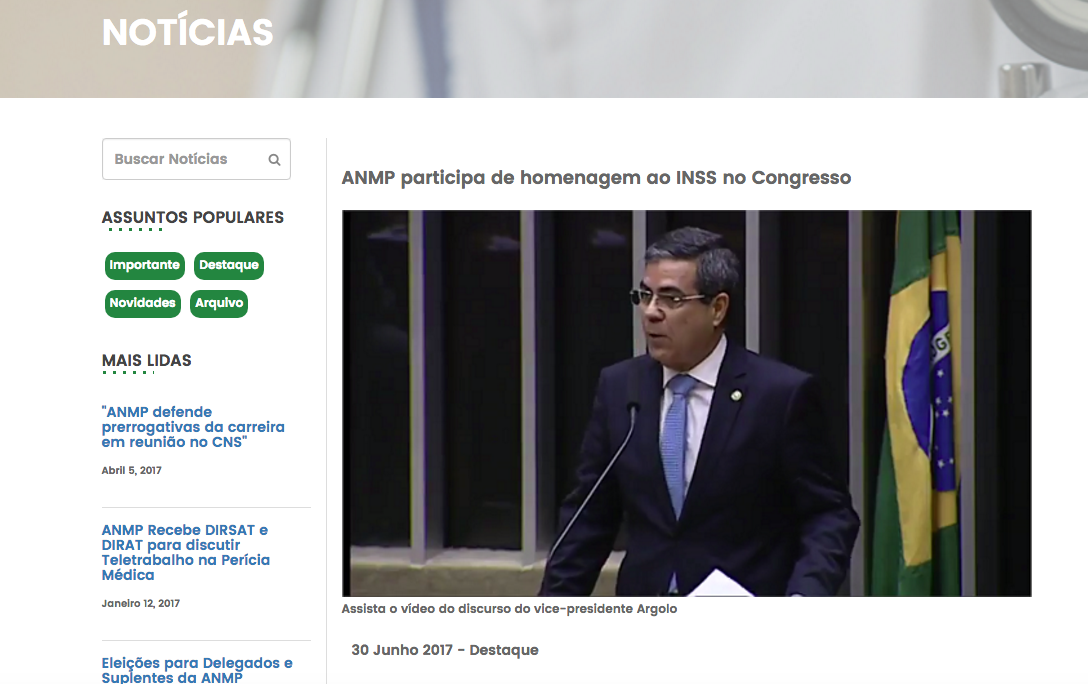 NOTÍCIAS
Buscar Notícias
ASSUNTOS POPULARES
Importante
Destaque
Novidades
Arquivo
MAIS LIDAS
"ANMP defende
prerrogativas da carreira
em reunião no CNS"
Abril 5, 2017
ANMP Recebe DIRSAT e
DIRAT para discutir
Teletrabalho na Perícia
Médica
Janeiro 12, 2017
Eleições para Delegados e
Suplentes da ANMP
ANMP participa de homenagem ao INSS no Congresso
Assista o vídeo do discurso do vice-presidente Argolo
30 Junho 2017 - Destaque